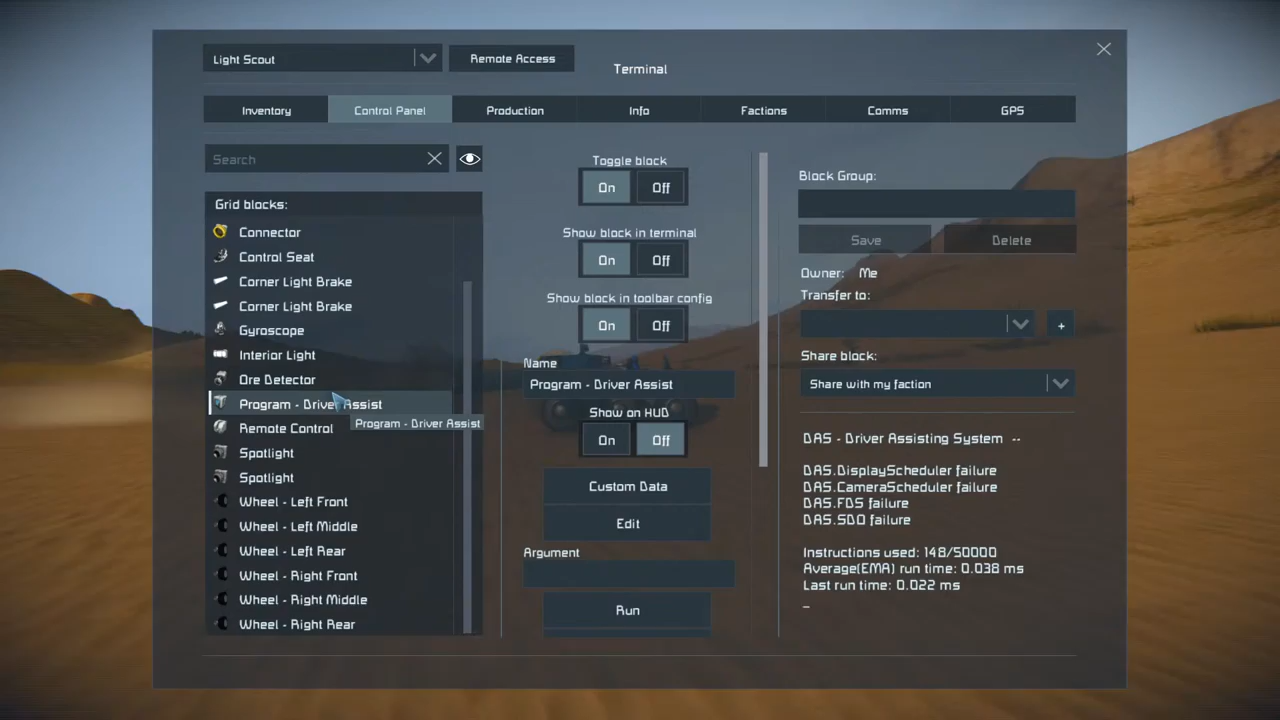 Light Scout
Remote Access
Terminal
Inventory
Control Panel
Production
Info
Factions
Comms
GPS
Search
Grid blocks:
Connector
Control Seat
Corner Light Brake
Corner Light Brake
Gyroscope
Interior Light
Ore Detector
Program - Driver Assist
Program - Driver Assist
Remote Control
Spotlight
Spotlight
Wheel - Left Front
Wheel - Left Middle
Wheel - Left Rear
Wheel - Right Front
Wheel - Right Middle
Wheel - Right Rear
Toggle block
On Off
Show block in terminal
On Off
Show block in toolbar config
On Off
Name
Program - Driver Assist
Show on HUD
On Off
Custom Data
Edit
Argument
Run
Block Group:
Save Delete
Owner: Me
Transfer to:
+
Share block:
Share with my faction
DAS - Driver Assisting System --
DAS.DisplayScheduler failure
DAS.CameraScheduler failure
DAS.FDS failure
DAS.SDO failure
Instructions used: 148/50000
Average(EMA) run time: 0.038 ms
Last run time: 0.022 ms
_